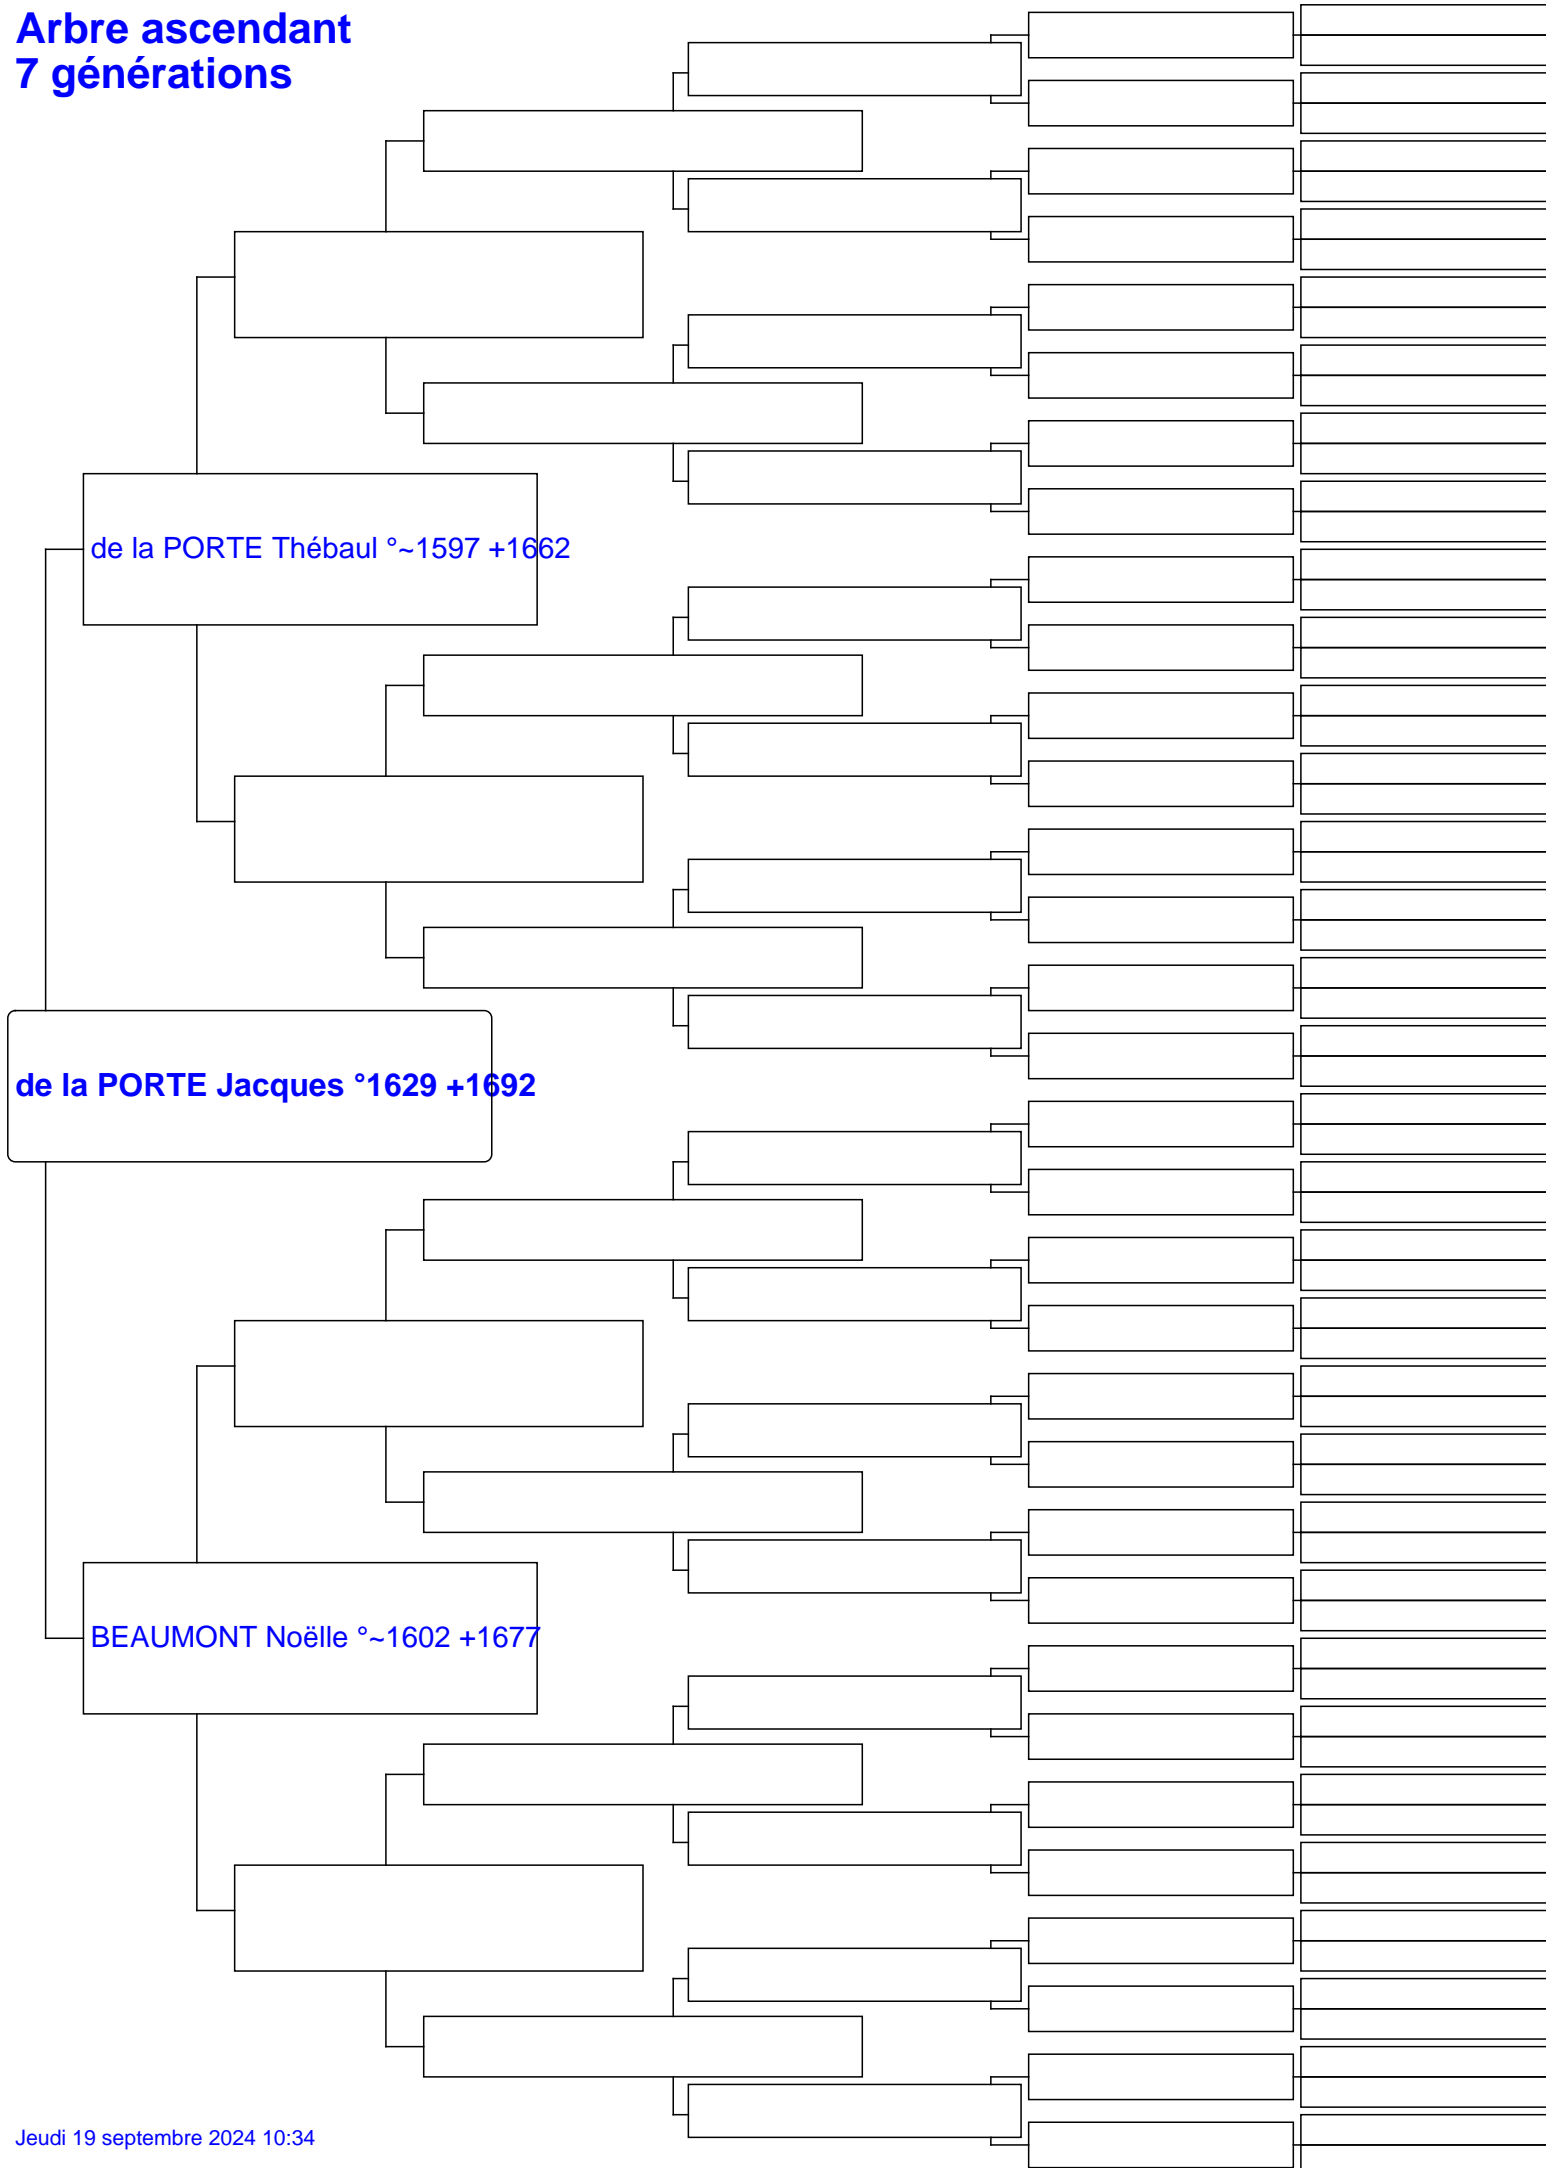 Arbre ascendant
7 générations
de la PORTE Thébaul °~1597 +1662
de la PORTE Jacques °1629 +1692
BEAUMONT Noëlle °~1602 +1677
Jeudi 19 septembre 2024 10:34